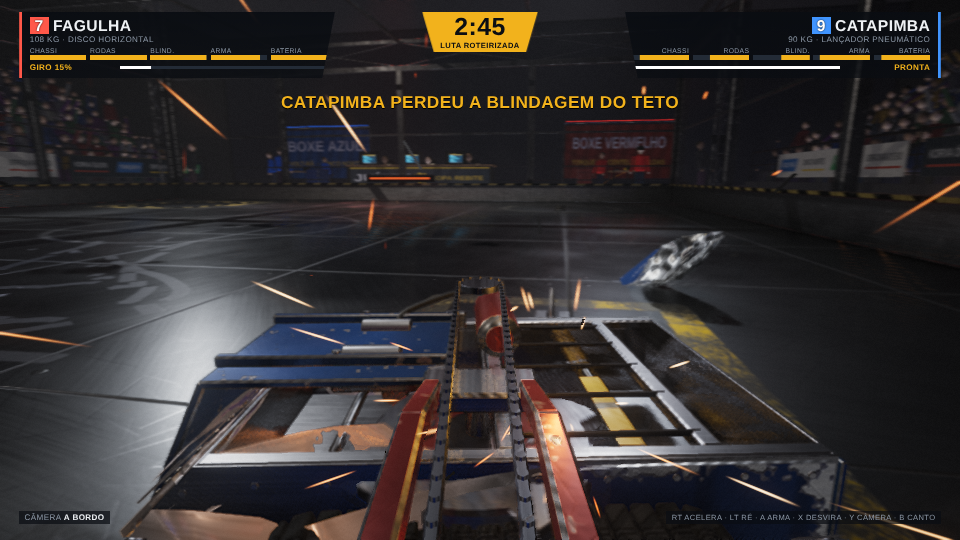 7 FAGULHA
108 KG · DISCO HORIZONTAL
CHASSI RODAS BLIND. ARMA BATERIA
GIRO 15%
2:45
LUTA ROTEIRIZADA
9 CATAPIMBA
90 KG · LANÇADOR PNEUMÁTICO
CHASSI RODAS BLIND. ARMA BATERIA
PRONTA
CATAPIMBA PERDEU A BLINDAGEM DO TETO
BOXE AZUL
BOXE VERMELHO
CÂMERA A BORDO
RT ACELERA · LT RÉ · A ARMA · X DESVIRA · Y CÂMERA · B CANTO